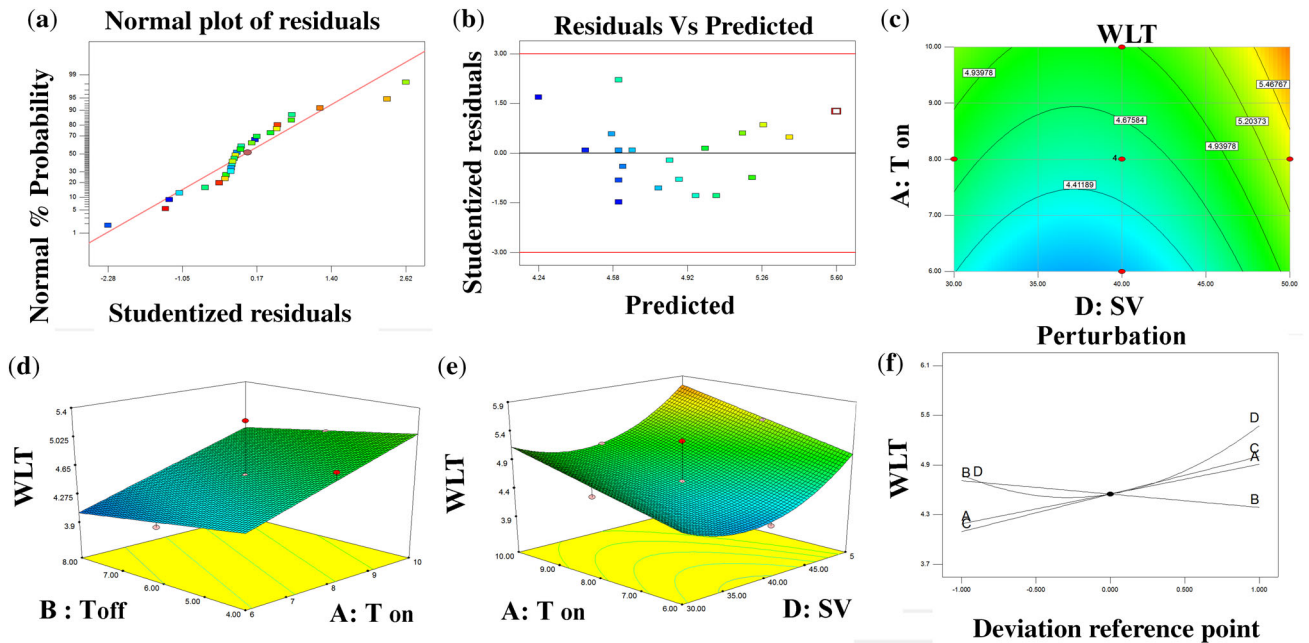 (a)
Normal plot of residuals
Normal % Probability
99
95
90
80
70
50
30
20
10
5
1
-2.28
-1.05
0.17
1.40
2.62
Studentized residuals
(b)
Residuals Vs Predicted
Studentized residuals
3.00
1.50
0.00
-1.50
-3.00
4.24
4.58
4.92
5.26
5.60
Predicted
(c)
WLT
A: T on
10.00
9.00
8.00
7.00
6.00
4.93978
5.46767
5.20373
4.67584
4.93978
4
4.41189
30.00
35.00
40.00
45.00
50.00
D: SV
(d)
WLT
5.4
5.025
4.65
4.275
3.9
8.00
7.00
6.00
5.00
4.00
6
7
8
9
10
B : Toff
A: T on
(e)
WLT
5.9
5.4
4.9
4.4
3.9
10.00
9.00
8.00
7.00
6.00
30.00
35.00
40.00
45.00
5
A: T on
D: SV
Perturbation
(f)
WLT
6.1
5.5
4.9
4.3
3.7
B
D
A
C
D
C
A
B
-1.000
-0.500
0.000
0.500
1.000
Deviation reference point